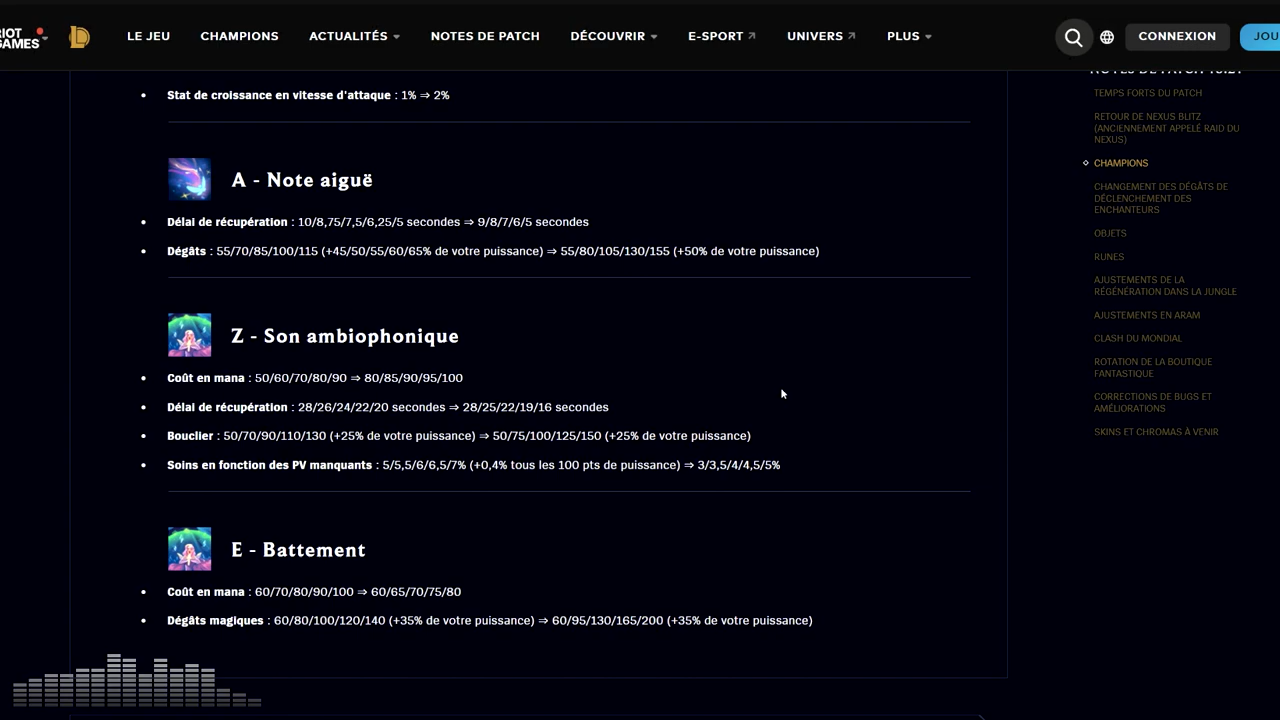 RIOT
GAMES
LE JEU
CHAMPIONS
ACTUALITÉS
NOTES DE PATCH
DÉCOUVRIR
E-SPORT
UNIVERS
PLUS
CONNEXION
JOU
Stat de croissance en vitesse d'attaque : 1% ⇒ 2%
A - Note aiguë
Délai de récupération : 10/8,75/7,5/6,25/5 secondes ⇒ 9/8/7/6/5 secondes
Dégâts : 55/70/85/100/115 (+45/50/55/60/65% de votre puissance) ⇒ 55/80/105/130/155 (+50% de votre puissance)
Z - Son ambiophonique
Coût en mana : 50/60/70/80/90 ⇒ 80/85/90/95/100
Délai de récupération : 28/26/24/22/20 secondes ⇒ 28/25/22/19/16 secondes
Bouclier : 50/70/90/110/130 (+25% de votre puissance) ⇒ 50/75/100/125/150 (+25% de votre puissance)
Soins en fonction des PV manquants : 5/5,5/6/6,5/7% (+0,4% tous les 100 pts de puissance) ⇒ 3/3,5/4/4,5/5%
E - Battement
Coût en mana : 60/70/80/90/100 ⇒ 60/65/70/75/80
Dégâts magiques : 60/80/100/120/140 (+35% de votre puissance) ⇒ 60/95/130/165/200 (+35% de votre puissance)
NOTES DE PATCH
TEMPS FORTS DU PATCH
RETOUR DE NEXUS BLITZ
(ANCIENNEMENT APPELÉ RAID DU
NEXUS)
CHAMPIONS
CHANGEMENT DES DÉGÂTS DE
DÉCLENCHEMENT DES
ENCHANTEURS
OBJETS
RUNES
AJUSTEMENTS DE LA
RÉGÉNÉRATION DANS LA JUNGLE
AJUSTEMENTS EN ARAM
CLASH DU MONDIAL
ROTATION DE LA BOUTIQUE
FANTASTIQUE
CORRECTIONS DE BUGS ET
AMÉLIORATIONS
SKINS ET CHROMAS À VENIR